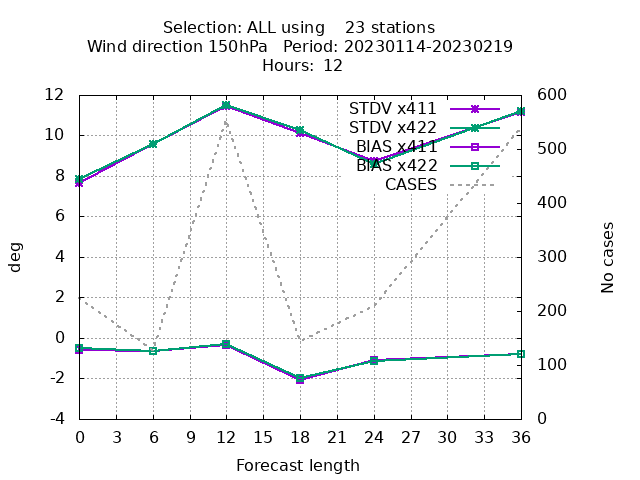 Selection: ALL using    23 stations
Wind direction 150hPa   Period: 20230114-20230219
Hours:  12
12
10
8
6
4
2
0
-2
-4
deg
STDV x411
STDV x422
BIAS x411
BIAS x422
CASES
600
500
400
300
200
100
0
No cases
0 3 6 9 12 15 18 21 24 27 30 33 36
Forecast length